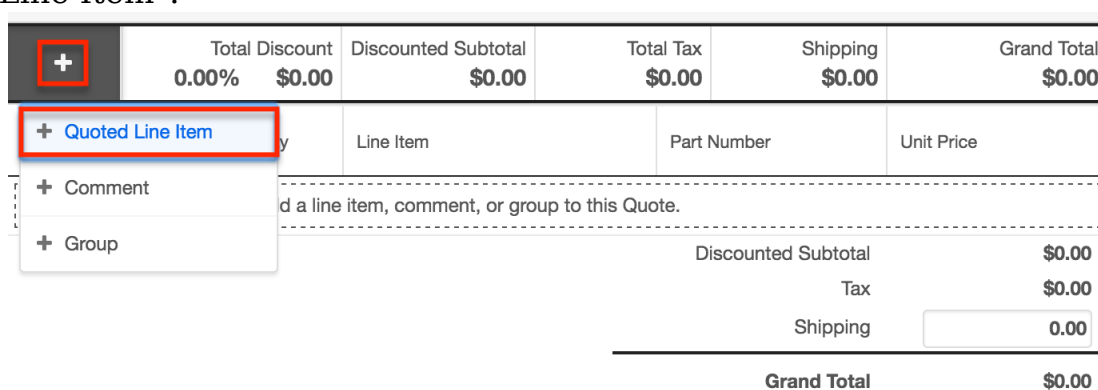 + Total Discount Discounted Subtotal Total Tax Shipping Grand Total
0.00% $0.00 $0.00 $0.00 $0.00 $0.00
+ Quoted Line Item y Line Item Part Number Unit Price
+ Comment
d a line item, comment, or group to this Quote.
+ Group
Discounted Subtotal $0.00
Tax $0.00
Shipping 0.00
Grand Total $0.00